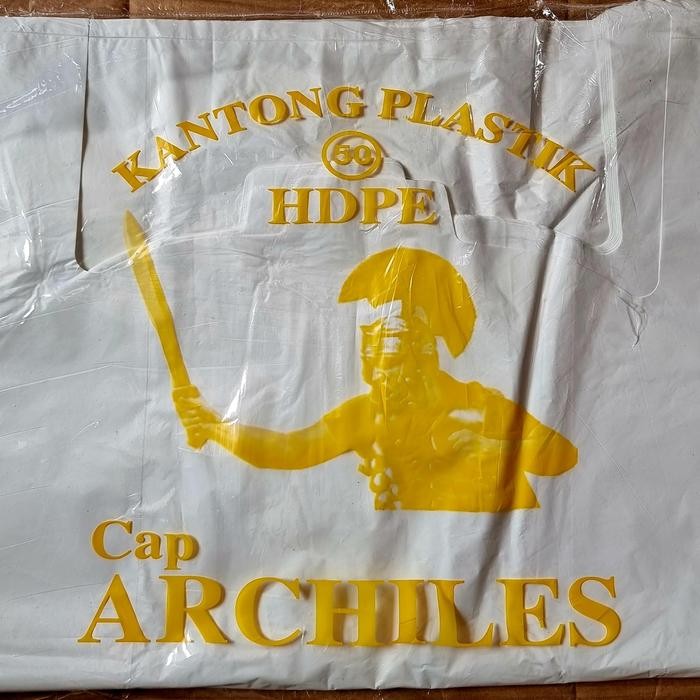 KANTONG PLASTIK
50
HDPE
Cap
ARCHILES